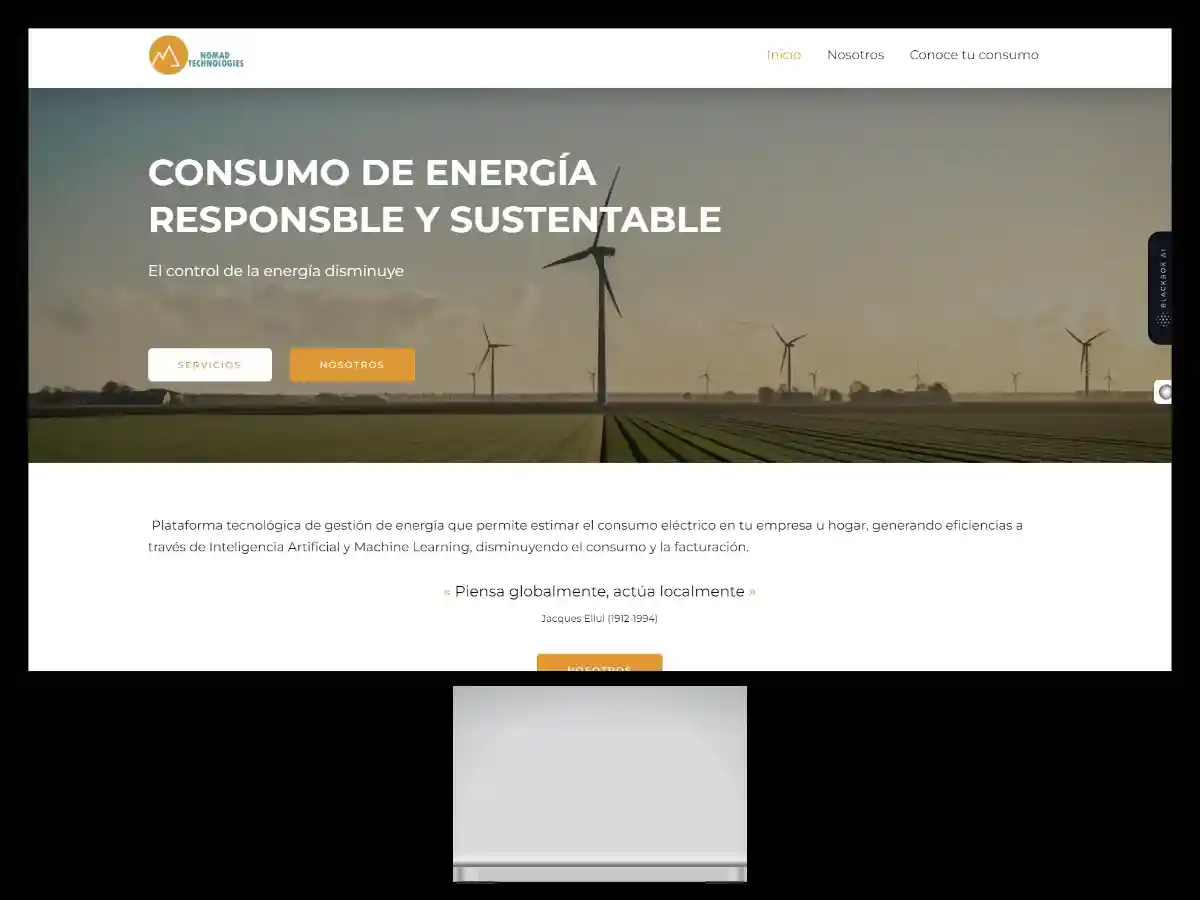 NOMAD
TECHNOLOGIES
Inicio
Nosotros
Conoce tu consumo
CONSUMO DE ENERGÍA
RESPONSBLE Y SUSTENTABLE
El control de la energía disminuye
SERVICIOS
NOSOTROS
BLACKBOX AI
Plataforma tecnológica de gestión de energía que permite estimar el consumo eléctrico en tu empresa u hogar, generando eficiencias a
través de Inteligencia Artificial y Machine Learning, disminuyendo el consumo y la facturación.
« Piensa globalmente, actúa localmente »
Jacques Ellul (1912-1994)
NOSOTROS